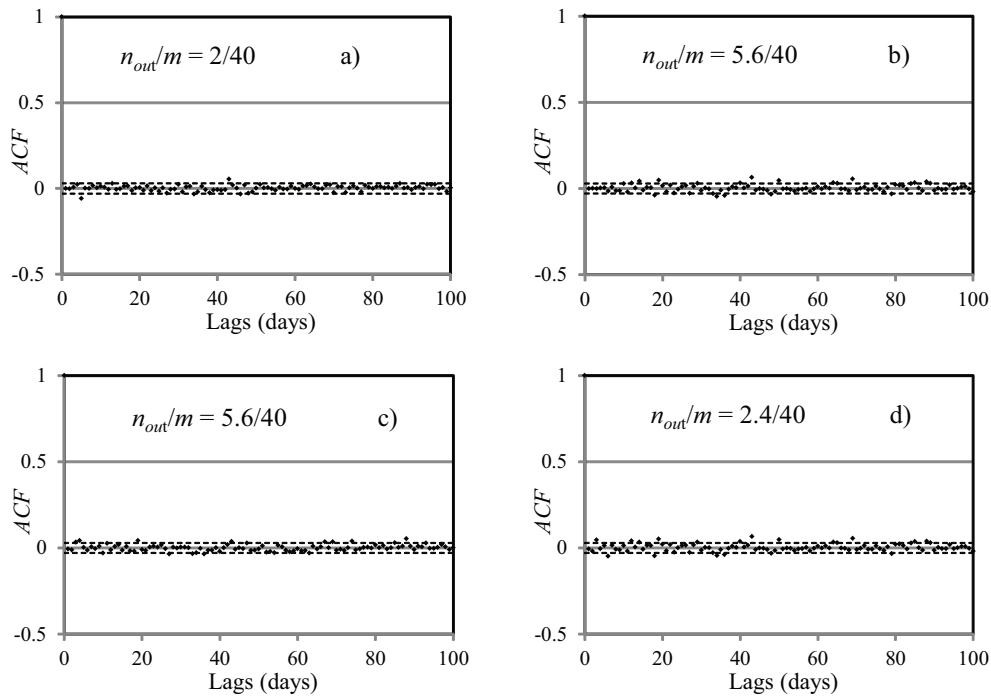 1
n_out/m = 2/40 a)
0.5
ACF
0
-0.5
0 20 40 60 80 100
Lags (days)
1
n_out/m = 5.6/40 b)
0.5
ACF
0
-0.5
0 20 40 60 80 100
Lags (days)
1
n_out/m = 5.6/40 c)
0.5
ACF
0
-0.5
0 20 40 60 80 100
Lags (days)
1
n_out/m = 2.4/40 d)
0.5
ACF
0
-0.5
0 20 40 60 80 100
Lags (days)